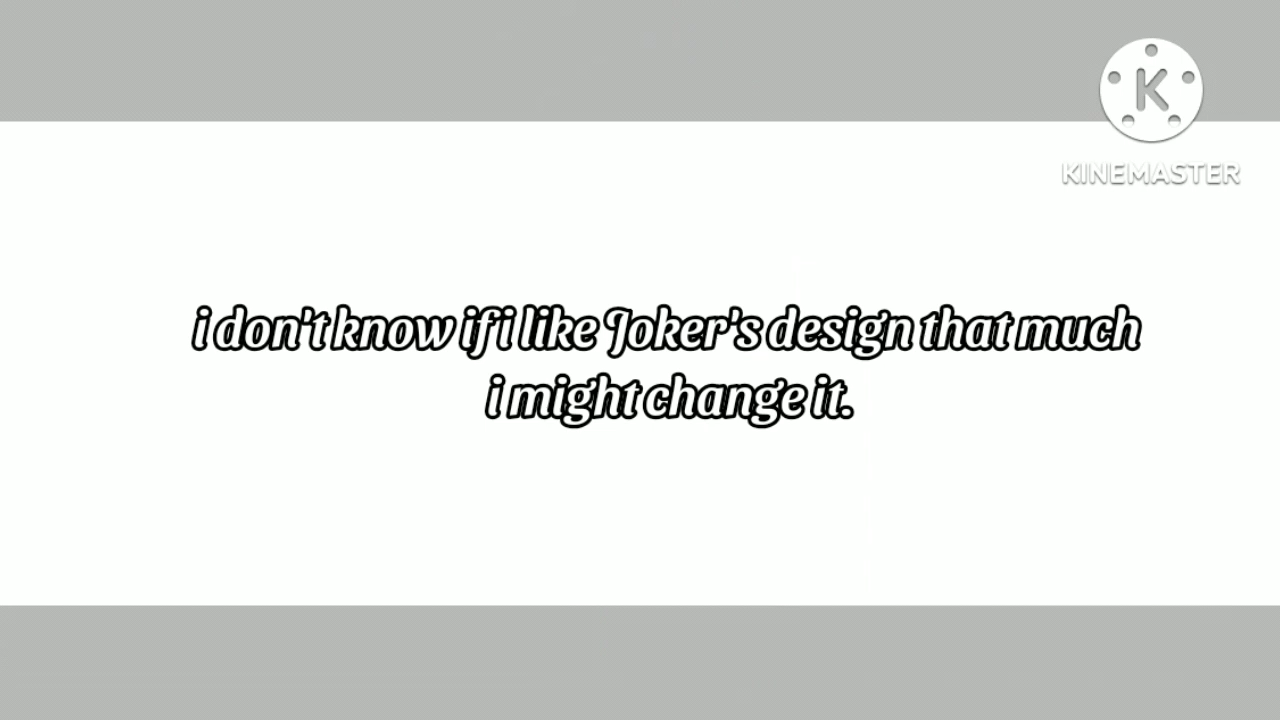 K
KINEMASTER
i don't know if i like Joker's design that much
i might change it.